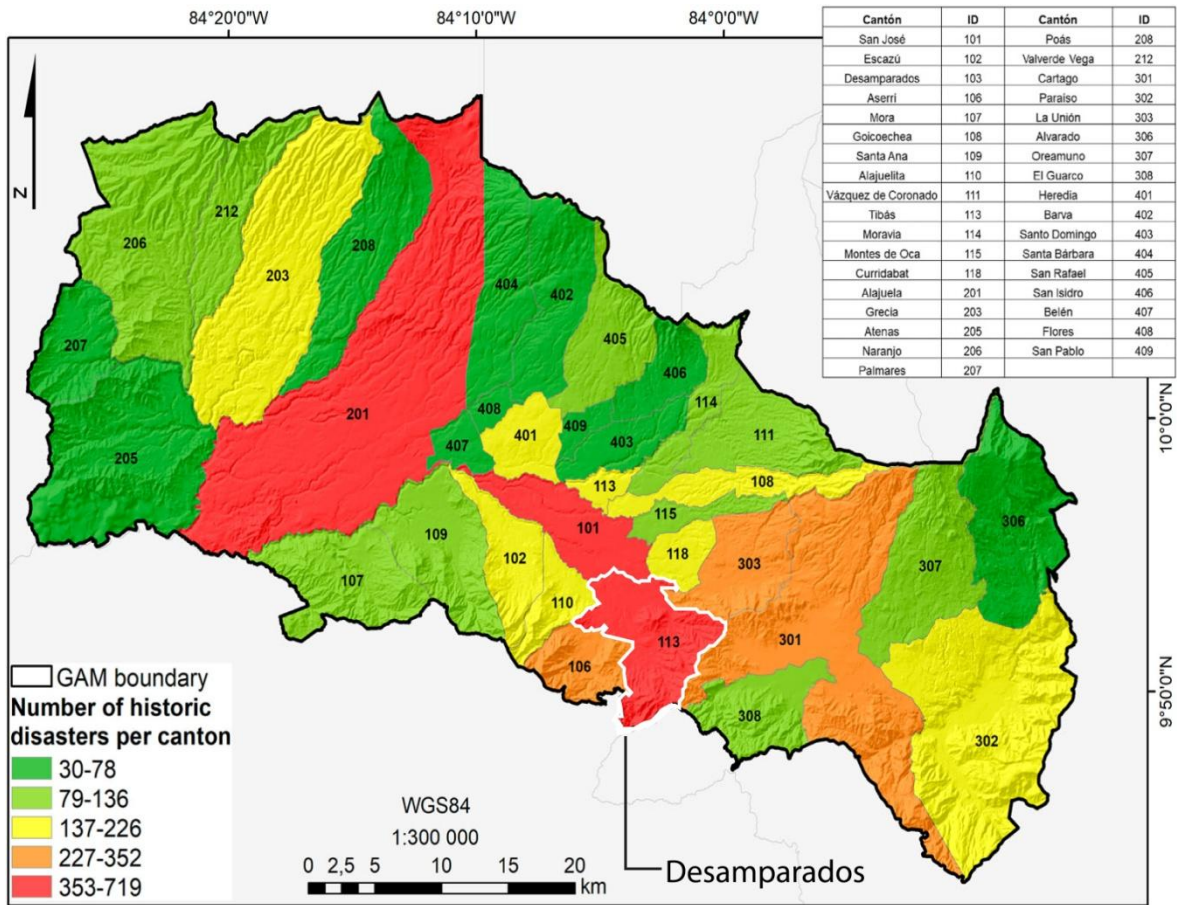 84°20'0"W 84°10'0"W 84°0'0"W
Cantón ID Cantón ID
San José 101 Poás 208
Escazú 102 Valverde Vega 212
Desamparados 103 Cartago 301
Aserrí 106 Paraíso 302
Mora 107 La Unión 303
Goicoechea 108 Alvarado 306
Santa Ana 109 Oreamuno 307
Alajuelita 110 El Guarco 308
Vázquez de Coronado 111 Heredia 401
Tibás 113 Barva 402
Moravia 114 Santo Domingo 403
Montes de Oca 115 Santa Bárbara 404
Curridabat 118 San Rafael 405
Alajuela 201 San Isidro 406
Grecia 203 Belén 407
Atenas 205 Flores 408
Naranjo 206 San Pablo 409
Palmares 207
N
212
206
208
203
404 402
405
207
406
114
201
408
409
401
403
111
10°0'0"N
407
205
113
108
115
101
306
109
118
102
303
307
107
110
301
113
106
9°50'0"N
308
302
GAM boundary
Number of historic
disasters per canton
30-78
79-136
137-226
227-352
353-719
WGS84
1:300 000
0 2,5 5 10 15 20
km
Desamparados